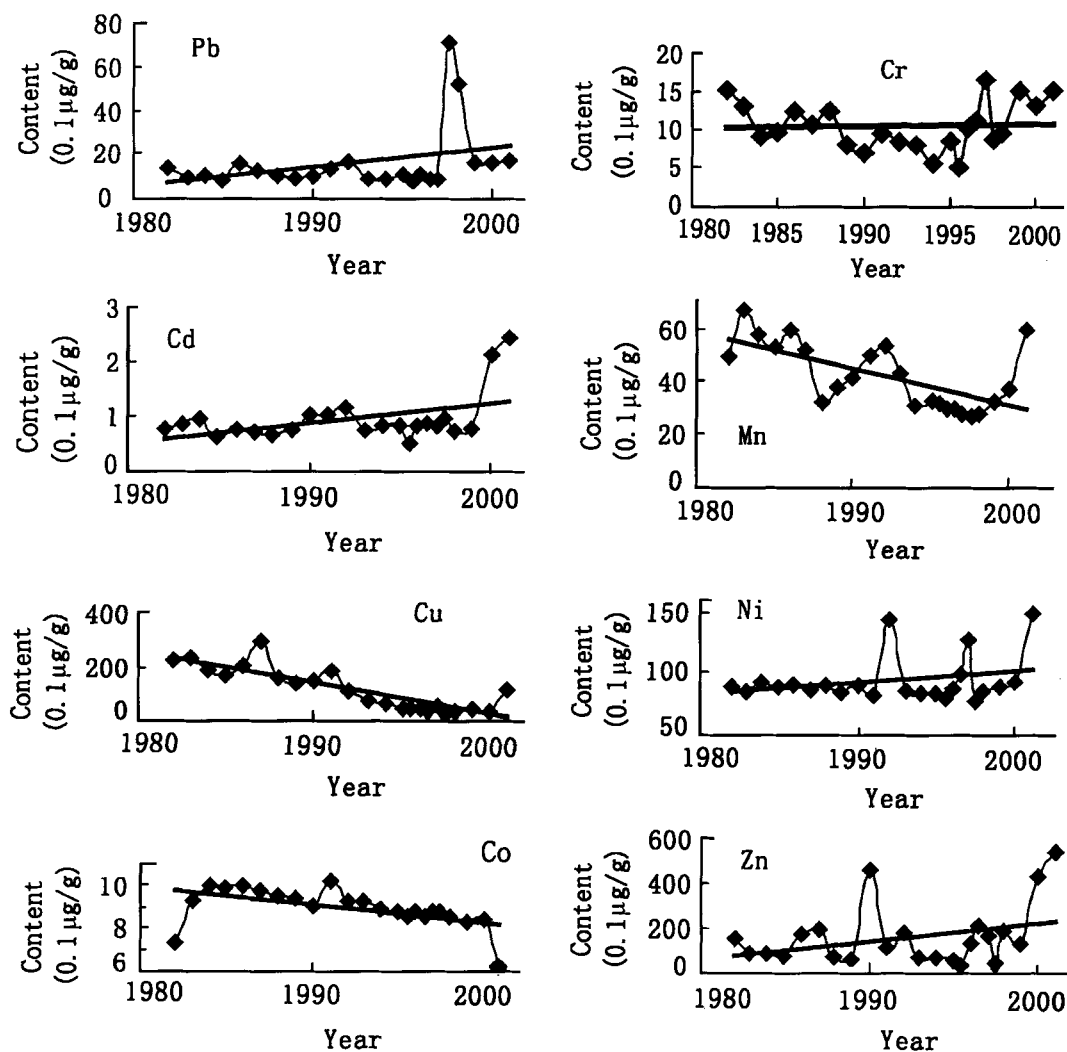 Pb
Content
(0.1μg/g)
80
60
40
20
0
1980
1990
2000
Year
Cr
Content
(0.1μg/g)
20
15
10
5
0
1980
1985
1990
1995
2000
Year
Cd
Content
(0.1μg/g)
3
2
1
0
1980
1990
2000
Year
Mn
Content
(0.1μg/g)
60
40
20
0
1980
1990
2000
Year
Cu
Content
(0.1μg/g)
400
200
0
1980
1990
2000
Year
Ni
Content
(0.1μg/g)
150
100
50
1980
1990
2000
Year
Co
Content
(0.1μg/g)
10
8
6
1980
1990
2000
Year
Zn
Content
(0.1μg/g)
600
400
200
0
1980
1990
2000
Year